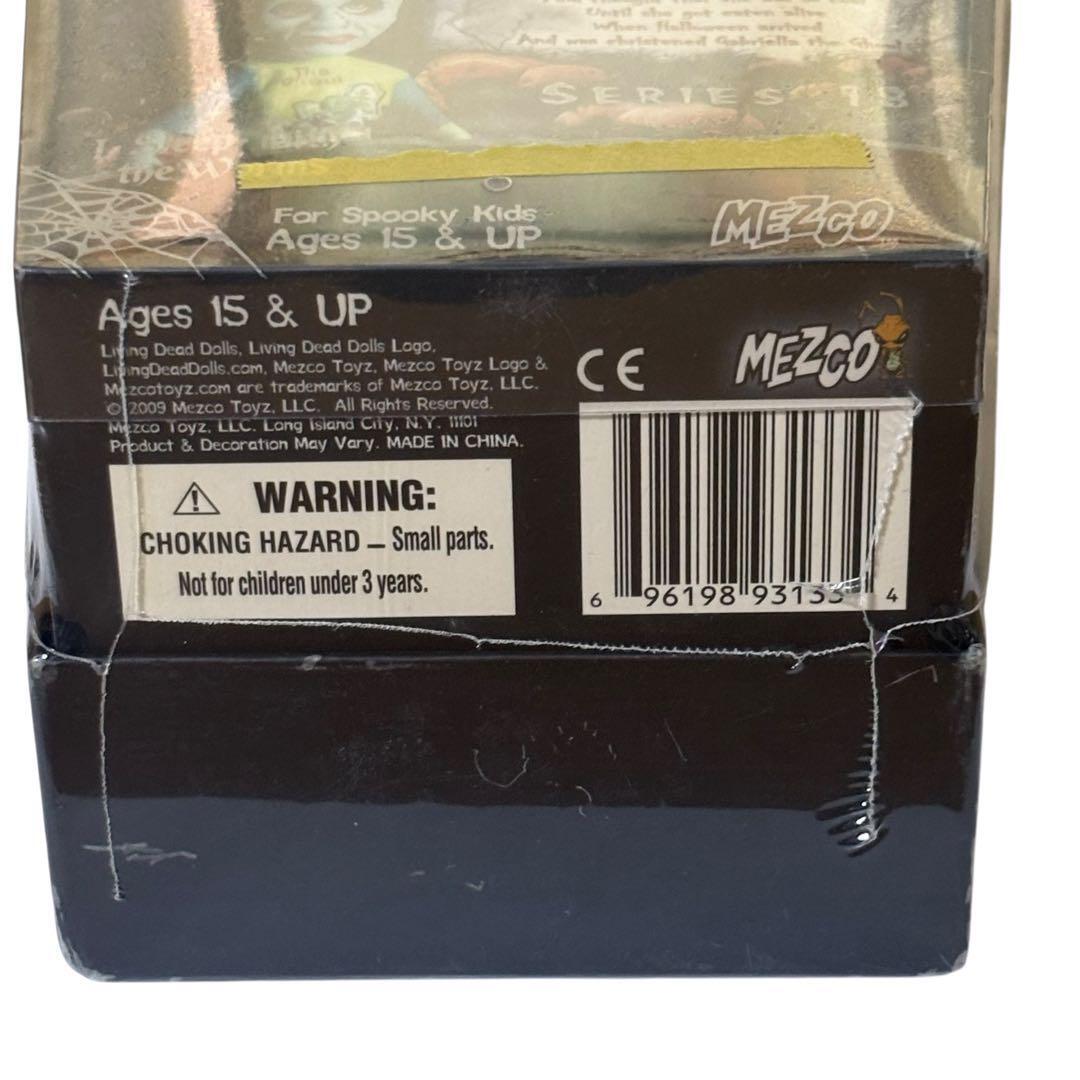 Until she got eaten alive
When Halloween arrived
And was christened Gabriella the Ghoul
SERIES 18
the Worms
For Spooky Kids
Ages 15 & UP
MEZCO
Ages 15 & UP
Living Dead Dolls, Living Dead Dolls Logo,
LivingDeadDolls.com, Mezco Toyz, Mezco Toyz Logo &
Mezcotoyz.com are trademarks of Mezco Toyz, LLC.
© 2009 Mezco Toyz, LLC. All Rights Reserved.
Mezco Toyz, LLC. Long Island City, N.Y. 11101
Product & Decoration May Vary. MADE IN CHINA.
CE
MEZCO
WARNING:
CHOKING HAZARD – Small parts.
Not for children under 3 years.
6 96198 93133 4